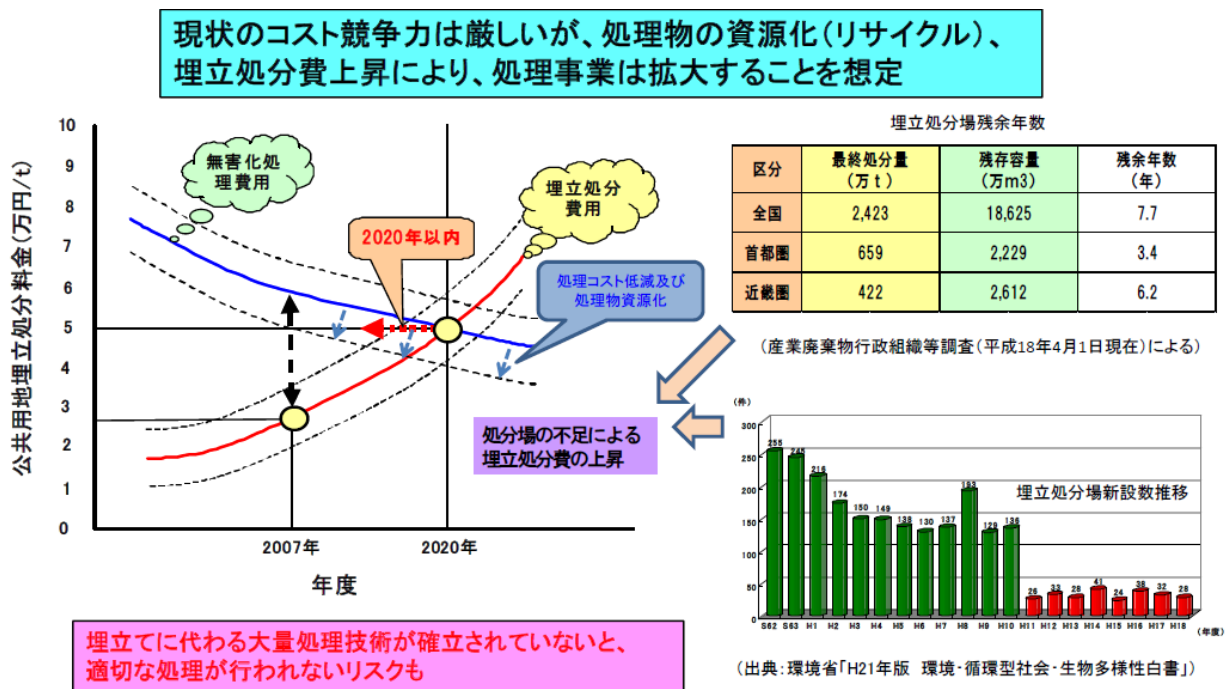 現状のコスト競争力は厳しいが、処理物の資源化(リサイクル)、
埋立処分費上昇により、処理事業は拡大することを想定
公共用地埋立処分料金(万円/t)
10
9
8
7
6
5
4
3
2
1
0
無害化処
理費用
2020年以内
埋立処分
費用
処理コスト低減及び
処理物資源化
処分場の不足による
埋立処分費の上昇
2007年
2020年
年度
埋立処分場残余年数
区分 最終処分量(万t) 残存容量(万m3) 残余年数(年)
全国 2,423 18,625 7.7
首都圏 659 2,229 3.4
近畿圏 422 2,612 6.2
(産業廃棄物行政組織等調査(平成18年4月1日現在)による)
(件)
300
250
200
150
100
50
0
埋立処分場新設数推移
255 245 216 174 150 149 138 130 137 193 129 136 26 33 28 41 24 38 32 28
S62 S63 H1 H2 H3 H4 H5 H6 H7 H8 H9 H10 H11 H12 H13 H14 H15 H16 H17 H18
(年度)
(出典:環境省「H21年版 環境・循環型社会・生物多様性白書」)
埋立てに代わる大量処理技術が確立されていないと、
適切な処理が行われないリスクも